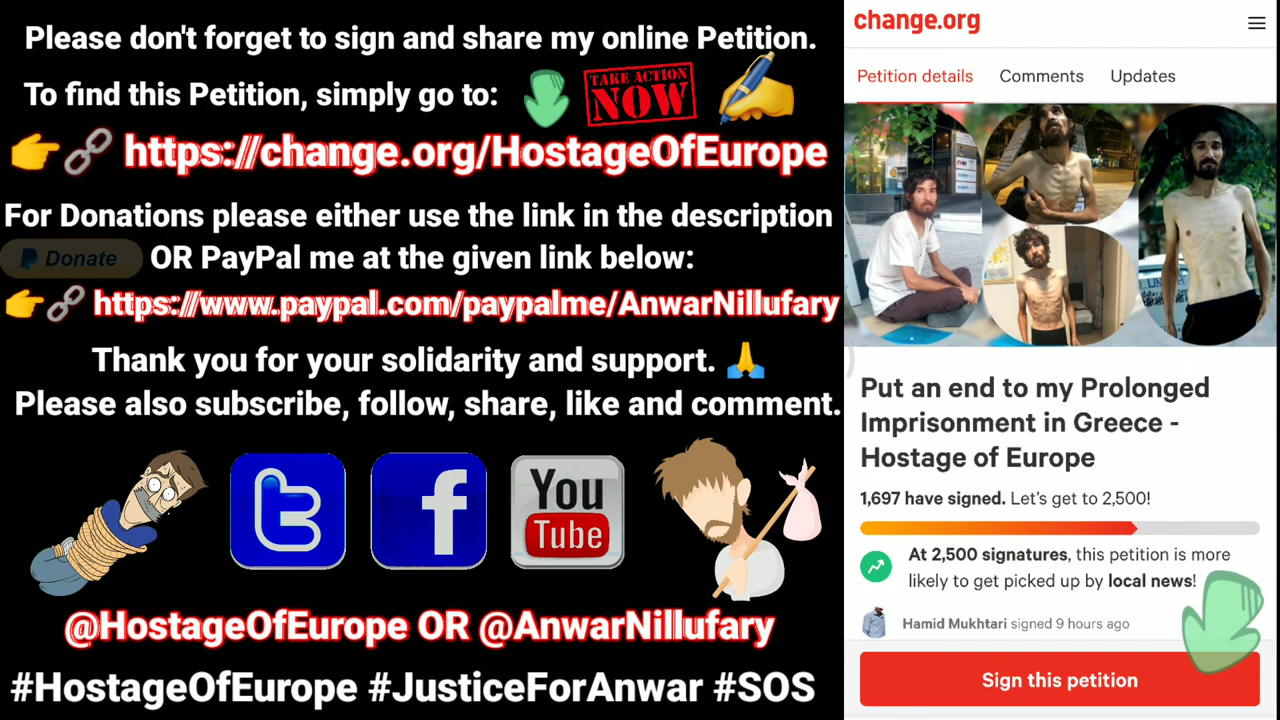 Please don't forget to sign and share my online Petition.
To find this Petition, simply go to:
TAKE ACTION
NOW
https://change.org/HostageOfEurope
For Donations please either use the link in the description
Donate OR PayPal me at the given link below:
https://www.paypal.com/paypalme/AnwarNillufary
Thank you for your solidarity and support.
Please also subscribe, follow, share, like and comment.
You
Tube
@HostageOfEurope OR @AnwarNillufary
#HostageOfEurope #JusticeForAnwar #SOS
change.org
Petition details Comments Updates
Put an end to my Prolonged
Imprisonment in Greece -
Hostage of Europe
1,697 have signed. Let's get to 2,500!
At 2,500 signatures, this petition is more
likely to get picked up by local news!
Hamid Mukhtari signed 9 hours ago
Sign this petition